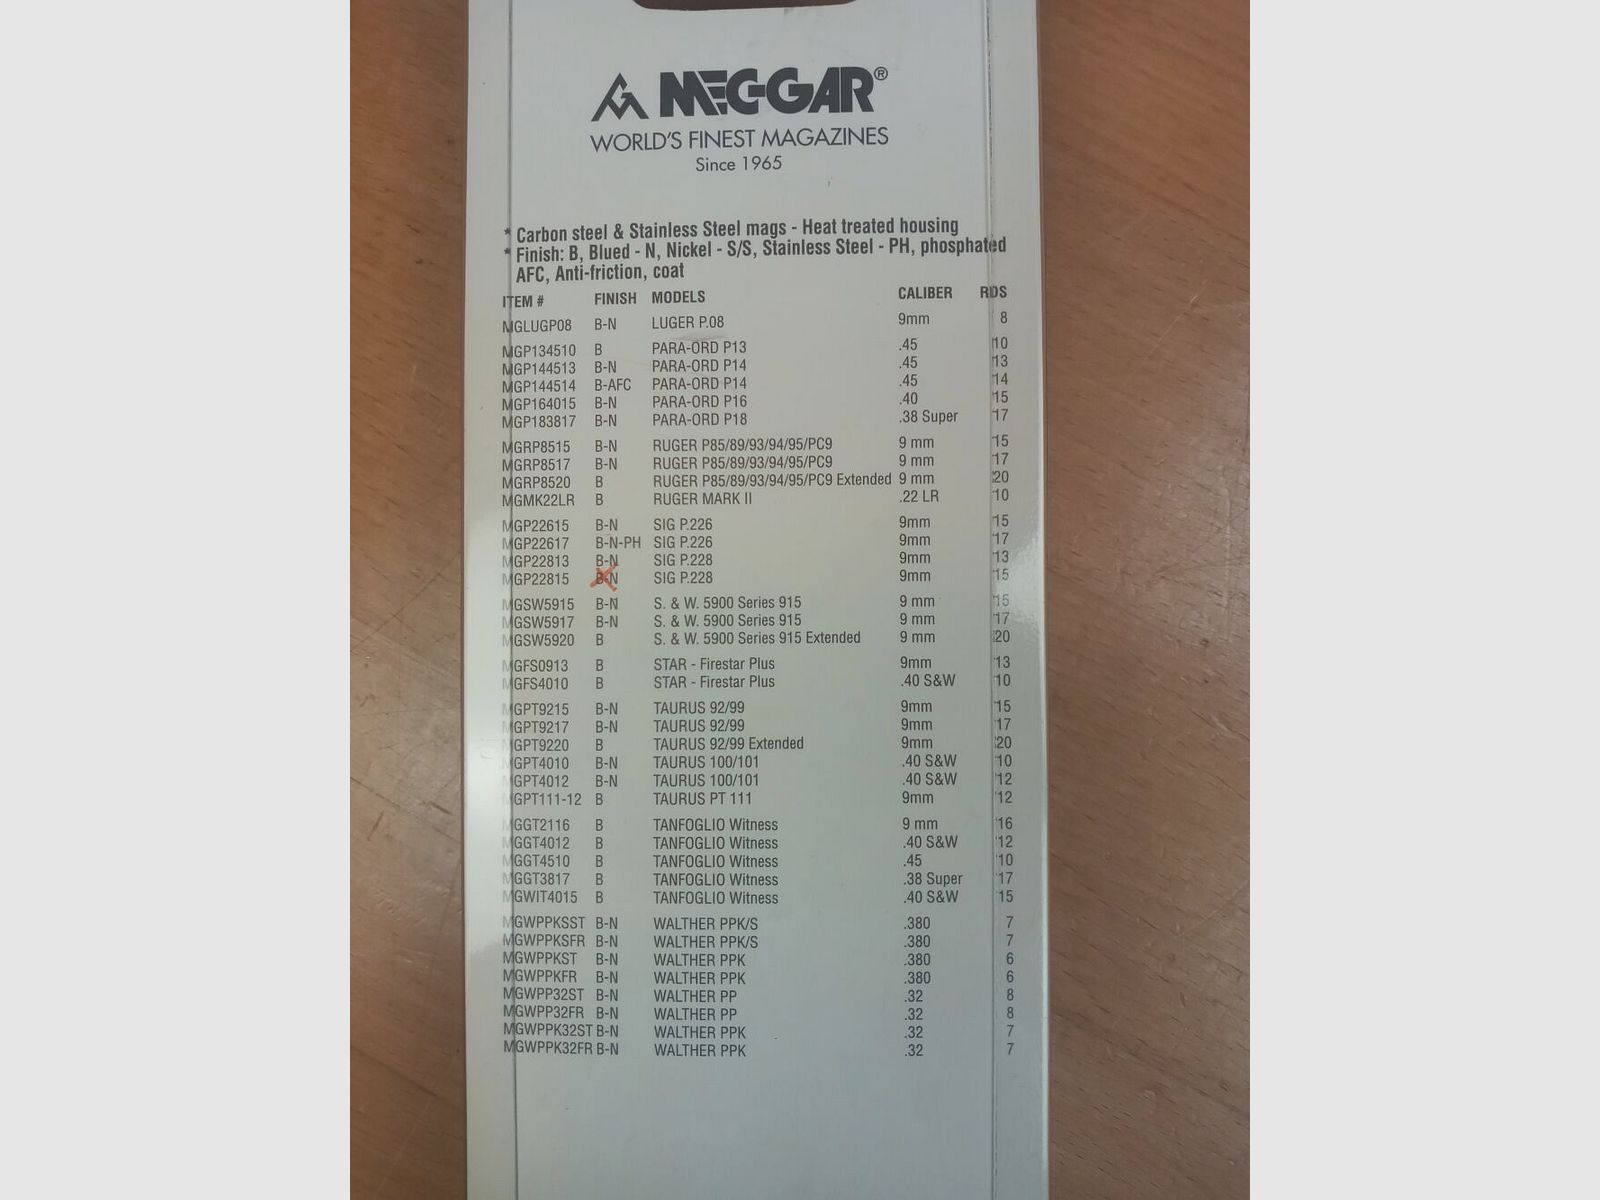 MEC-GAR®
WORLD'S FINEST MAGAZINES
Since 1965
* Carbon steel & Stainless Steel mags - Heat treated housing
* Finish: B, Blued - N, Nickel - S/S, Stainless Steel - PH, phosphated
AFC, Anti-friction, coat
ITEM # FINISH MODELS CALIBER RDS
MGLUGP08 B-N LUGER P.08 9mm 8
MGP134510 B PARA-ORD P13 .45 10
MGP144513 B-N PARA-ORD P14 .45 13
MGP144514 B-AFC PARA-ORD P14 .45 14
MGP164015 B-N PARA-ORD P16 .40 15
MGP183817 B-N PARA-ORD P18 .38 Super 17
MGRP8515 B-N RUGER P85/89/93/94/95/PC9 9 mm 15
MGRP8517 B-N RUGER P85/89/93/94/95/PC9 9 mm 17
MGRP8520 B RUGER P85/89/93/94/95/PC9 Extended 9 mm 20
MGMK22LR B RUGER MARK II .22 LR 10
MGP22615 B-N SIG P.226 9mm 15
MGP22617 B-N-PH SIG P.226 9mm 17
MGP22813 B-N SIG P.228 9mm 13
MGP22815 B-N SIG P.228 9mm 15
MGSW5915 B-N S. & W. 5900 Series 915 9 mm 15
MGSW5917 B-N S. & W. 5900 Series 915 9 mm 17
MGSW5920 B S. & W. 5900 Series 915 Extended 9 mm 20
MGFS0913 B STAR - Firestar Plus 9mm 13
MGFS4010 B STAR - Firestar Plus .40 S&W 10
MGPT9215 B-N TAURUS 92/99 9mm 15
MGPT9217 B-N TAURUS 92/99 9mm 17
MGPT9220 B TAURUS 92/99 Extended 9mm 20
MGPT4010 B-N TAURUS 100/101 .40 S&W 10
MGPT4012 B-N TAURUS 100/101 .40 S&W 12
MGPT111-12 B TAURUS PT 111 9mm 12
MGGT2116 B TANFOGLIO Witness 9 mm 16
MGGT4012 B TANFOGLIO Witness .40 S&W 12
MGGT4510 B TANFOGLIO Witness .45 10
MGGT3817 B TANFOGLIO Witness .38 Super 17
MGWIT4015 B TANFOGLIO Witness .40 S&W 15
MGWPPKSST B-N WALTHER PPK/S .380 7
MGWPPKSFR B-N WALTHER PPK/S .380 7
MGWPPKST B-N WALTHER PPK .380 6
MGWPPKFR B-N WALTHER PPK .380 6
MGWPP32ST B-N WALTHER PP .32 8
MGWPP32FR B-N WALTHER PP .32 8
MGWPPK32ST B-N WALTHER PPK .32 7
MGWPPK32FR B-N WALTHER PPK .32 7